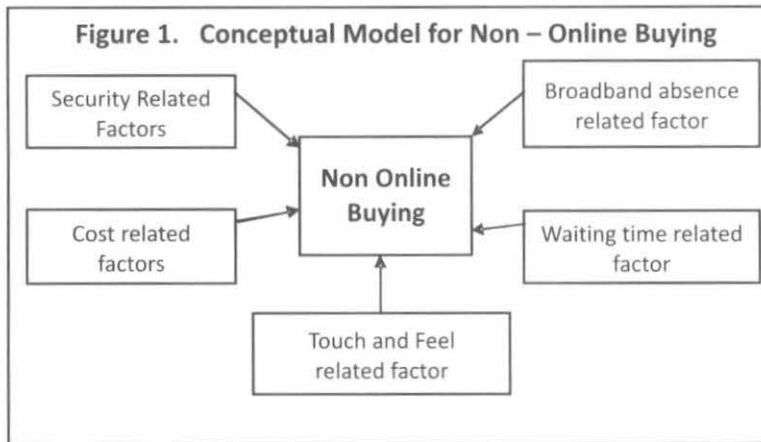 Figure 1. Conceptual Model for Non – Online Buying
Security Related
Factors
Broadband absence
related factor
Non Online
Buying
Cost related
factors
Waiting time related
factor
Touch and Feel
related factor